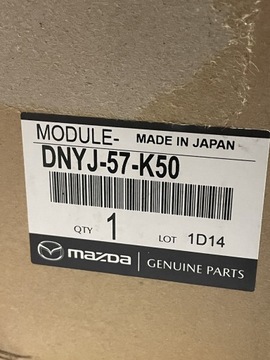 MODULE- MADE IN JAPAN
DNYJ-57-K50
QTY 1 LOT 1D14
mazda GENUINE PARTS